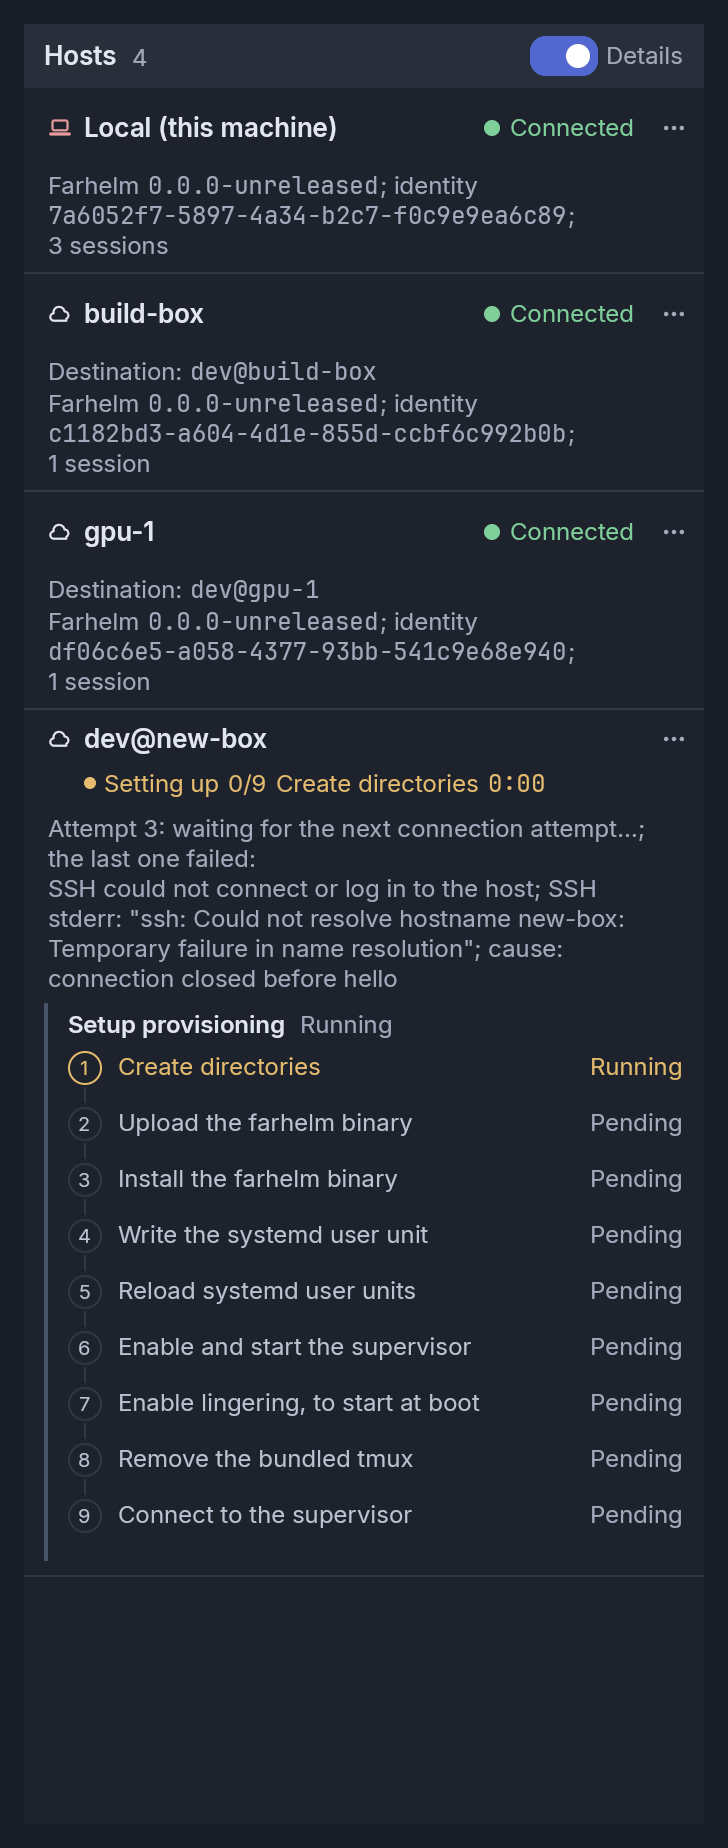 Hosts 4 Details
Local (this machine) Connected
Farhelm 0.0.0-unreleased; identity
7a6052f7-5897-4a34-b2c7-f0c9e9ea6c89;
3 sessions
build-box Connected
Destination: dev@build-box
Farhelm 0.0.0-unreleased; identity
c1182bd3-a604-4d1e-855d-ccbf6c992b0b;
1 session
gpu-1 Connected
Destination: dev@gpu-1
Farhelm 0.0.0-unreleased; identity
df06c6e5-a058-4377-93bb-541c9e68e940;
1 session
dev@new-box
Setting up 0/9 Create directories 0:00
Attempt 3: waiting for the next connection attempt...;
the last one failed:
SSH could not connect or log in to the host; SSH
stderr: "ssh: Could not resolve hostname new-box:
Temporary failure in name resolution"; cause:
connection closed before hello
Setup provisioning Running
1 Create directories Running
2 Upload the farhelm binary Pending
3 Install the farhelm binary Pending
4 Write the systemd user unit Pending
5 Reload systemd user units Pending
6 Enable and start the supervisor Pending
7 Enable lingering, to start at boot Pending
8 Remove the bundled tmux Pending
9 Connect to the supervisor Pending